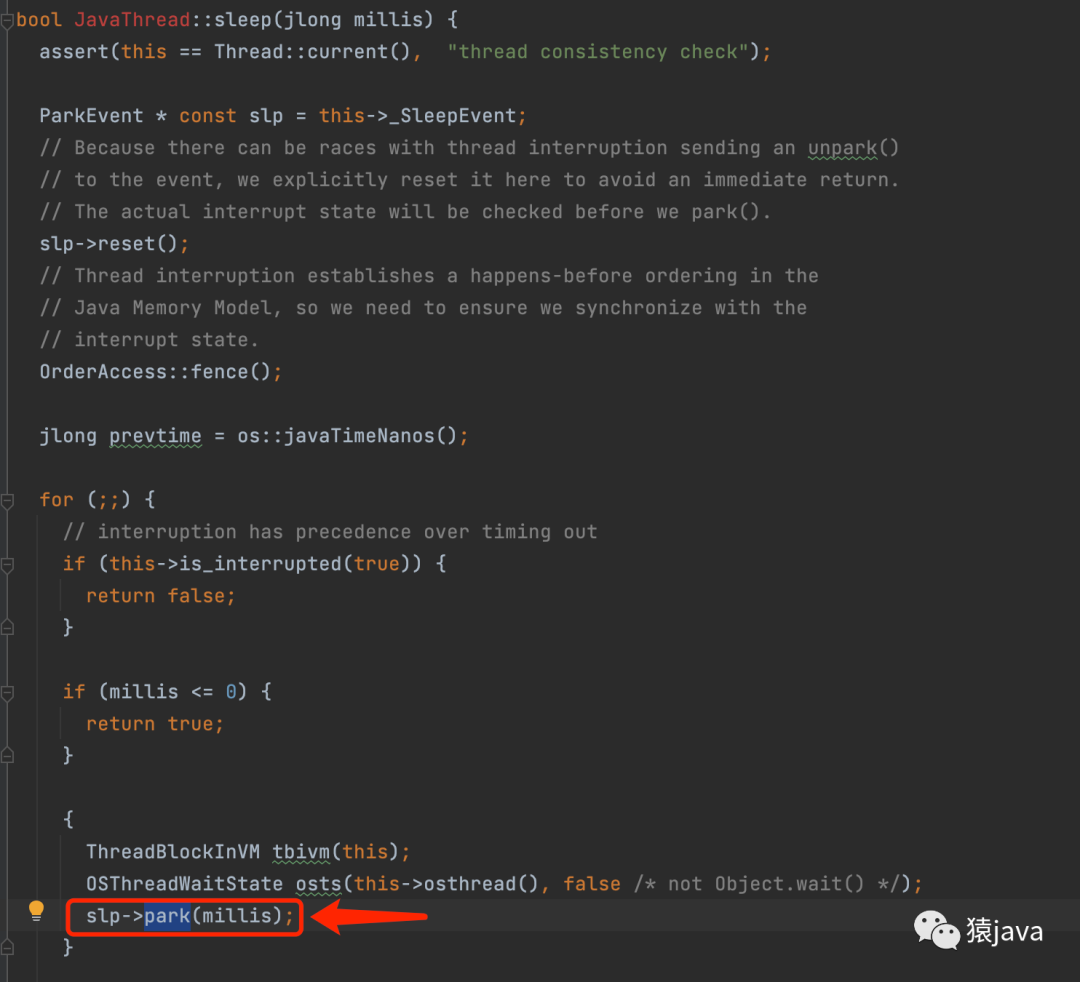 bool JavaThread::sleep(jlong millis) {
  assert(this == Thread::current(),  "thread consistency check");

  ParkEvent * const slp = this->_SleepEvent;
  // Because there can be races with thread interruption sending an unpark()
  // to the event, we explicitly reset it here to avoid an immediate return.
  // The actual interrupt state will be checked before we park().
  slp->reset();
  // Thread interruption establishes a happens-before ordering in the
  // Java Memory Model, so we need to ensure we synchronize with the
  // interrupt state.
  OrderAccess::fence();

  jlong prevtime = os::javaTimeNanos();

  for (;;) {
    // interruption has precedence over timing out
    if (this->is_interrupted(true)) {
      return false;
    }

    if (millis <= 0) {
      return true;
    }

    {
      ThreadBlockInVM tbivm(this);
      OSThreadWaitState osts(this->osthread(), false /* not Object.wait() */);
      slp->park(millis);
    }
猿java